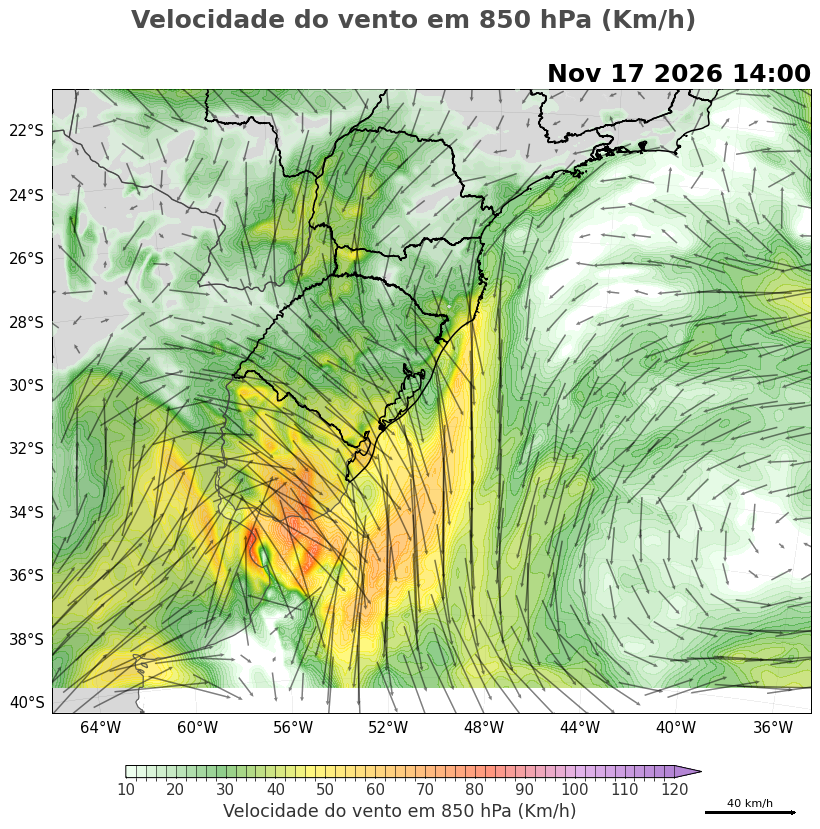 Velocidade do vento em 850 hPa (Km/h)
Nov 17 2026 14:00
22°S
24°S
26°S
28°S
30°S
32°S
34°S
36°S
38°S
40°S
64°W 60°W 56°W 52°W 48°W 44°W 40°W 36°W
10 20 30 40 50 60 70 80 90 100 110 120
Velocidade do vento em 850 hPa (Km/h)
40 km/h